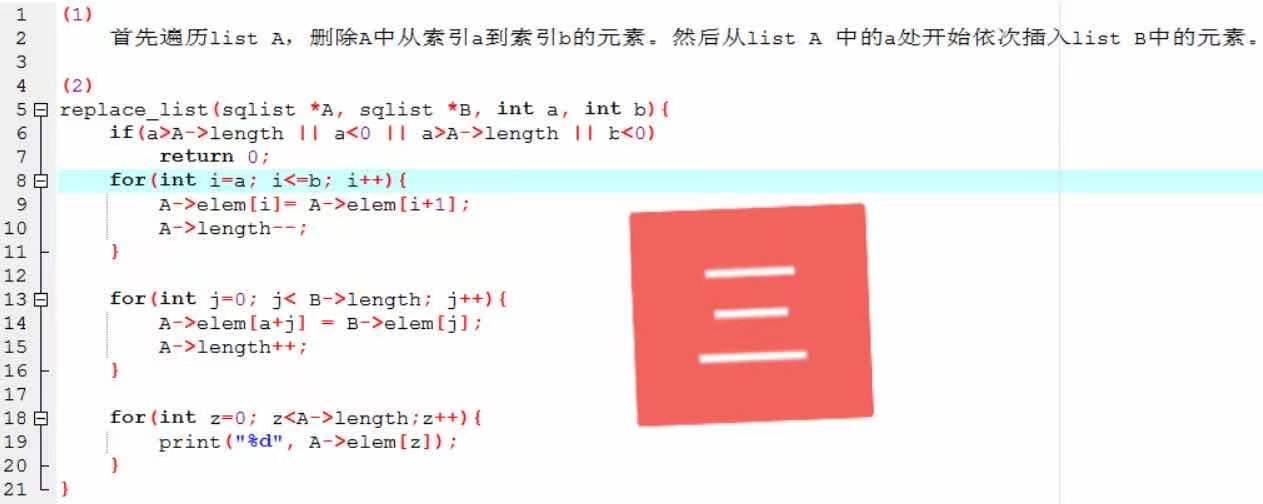 1 (1)
2 首先遍历list A，删除A中从索引a到索引b的元素。然后从list A 中的a处开始依次插入list B中的元素。
3
4 (2)
5 replace_list(sqlist *A, sqlist *B, int a, int b){
6 if(a>A->length || a<0 || a>A->length || b<0)
7 return 0;
8 for(int i=a; i<=b; i++){
9 A->elem[i]= A->elem[i+1];
10 A->length--;
11 }
12
13 for(int j=0; j< B->length; j++){
14 A->elem[a+j] = B->elem[j];
15 A->length++;
16 }
17
18 for(int z=0; z<A->length;z++){
19 print("%d", A->elem[z]);
20 }
21 }
三